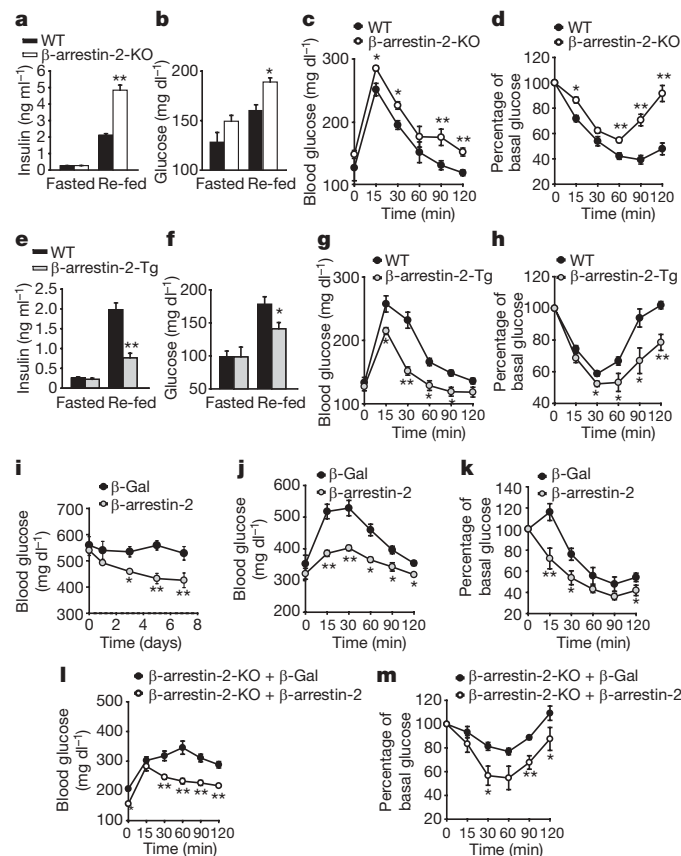 a
WT
β-arrestin-2-KO
Insulin (ng ml–1)
6
5
4
3
2
1
0
**
Fasted Re-fed
b
Glucose (mg dl–1)
200
150
100
*
Fasted Re-fed
c
WT
β-arrestin-2-KO
Blood glucose (mg dl–1)
300
200
100
* * ** **
0 15 30 60 90 120
Time (min)
d
WT
β-arrestin-2-KO
Percentage of
basal glucose
120
100
80
60
40
20
* ** ** **
0 15 30 60 90 120
Time (min)
e
WT
β-arrestin-2-Tg
Insulin (ng ml–1)
2.5
2.0
1.5
1.0
0.5
0
**
Fasted Re-fed
f
Glucose (mg dl–1)
200
150
100
50
*
Fasted Re-fed
g
WT
β-arrestin-2-Tg
Blood glucose (mg dl–1)
300
200
100
* ** * *
0 15 40 60 90 120
Time (min)
h
WT
β-arrestin-2-Tg
Percentage of
basal glucose
120
100
80
60
40
* * * **
0 15 30 60 90 120
Time (min)
i
β-Gal
β-arrestin-2
Blood glucose
(mg dl–1)
700
600
500
400
300
* ** **
0 2 4 6 8
Time (days)
j
β-Gal
β-arrestin-2
Blood glucose
(mg dl–1)
600
500
400
300
200
** ** * * *
0 15 30 60 90 120
Time (min)
k
β-Gal
β-arrestin-2
Percentage of
basal glucose
140
120
100
80
60
40
20
** * *
0 15 30 60 90 120
Time (min)
l
β-arrestin-2-KO + β-Gal
β-arrestin-2-KO + β-arrestin-2
Blood glucose
(mg dl–1)
500
400
300
200
100
* ** ** ** **
0 15 30 60 90 120
Time (min)
m
β-arrestin-2-KO + β-Gal
β-arrestin-2-KO + β-arrestin-2
Percentage of
basal glucose
120
100
80
60
40
20
* ** *
0 15 30 60 90 120
Time (min)